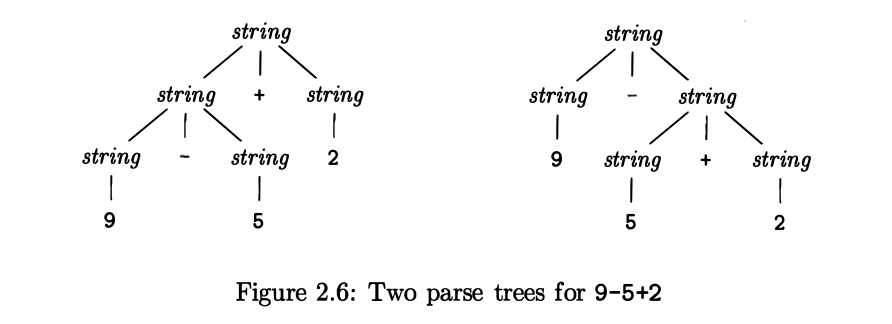 string string
string + string string - string
string - string 2 9 string + string
9 5 5 2
Figure 2.6: Two parse trees for 9-5+2